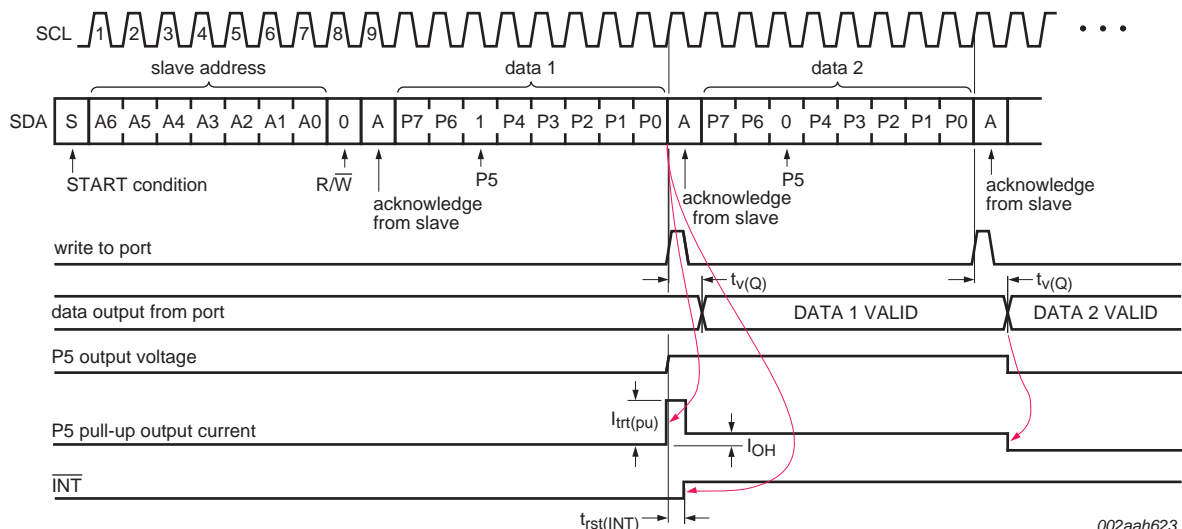 SCL 1 2 3 4 5 6 7 8 9
slave address data 1 data 2
SDA S A6 A5 A4 A3 A2 A1 A0 0 A P7 P6 1 P4 P3 P2 P1 P0 A P7 P6 0 P4 P3 P2 P1 P0 A
START condition R/W̅ P5 P5
acknowledge from slave
acknowledge from slave
acknowledge from slave
write to port
tv(Q) tv(Q)
data output from port DATA 1 VALID DATA 2 VALID
P5 output voltage
Itrt(pu)
P5 pull-up output current
IOH
I̅N̅T̅
trst(INT)
002aah623